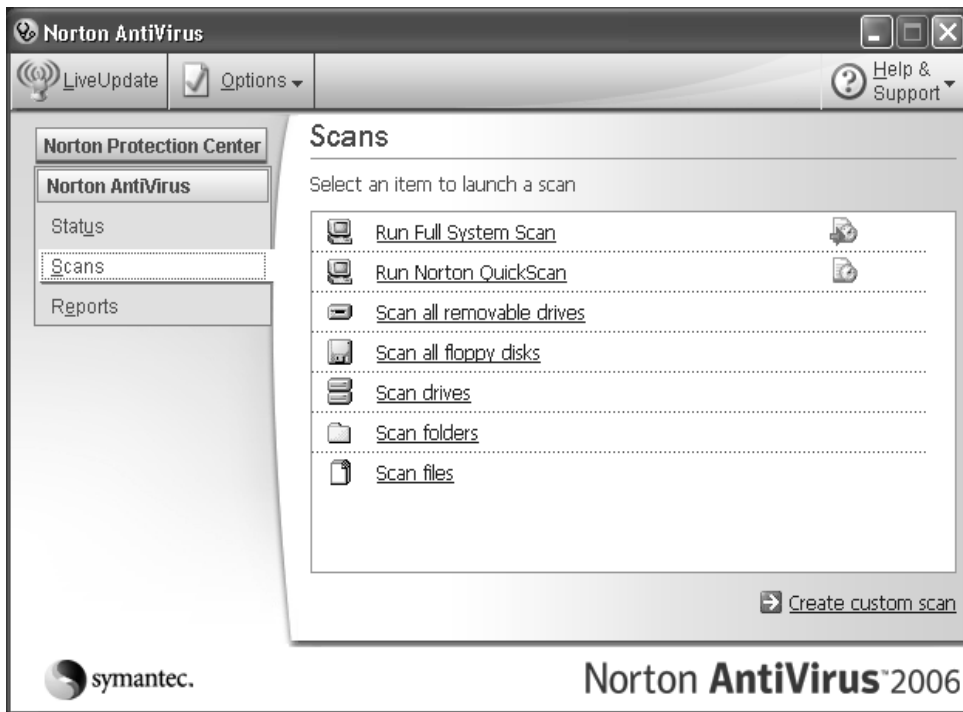 Norton AntiVirus
LiveUpdate
Options
Help &
Support
Norton Protection Center
Norton AntiVirus
Status
Scans
Reports
Scans
Select an item to launch a scan
Run Full System Scan
Run Norton QuickScan
Scan all removable drives
Scan all floppy disks
Scan drives
Scan folders
Scan files
Create custom scan
symantec.
Norton AntiVirus™ 2006